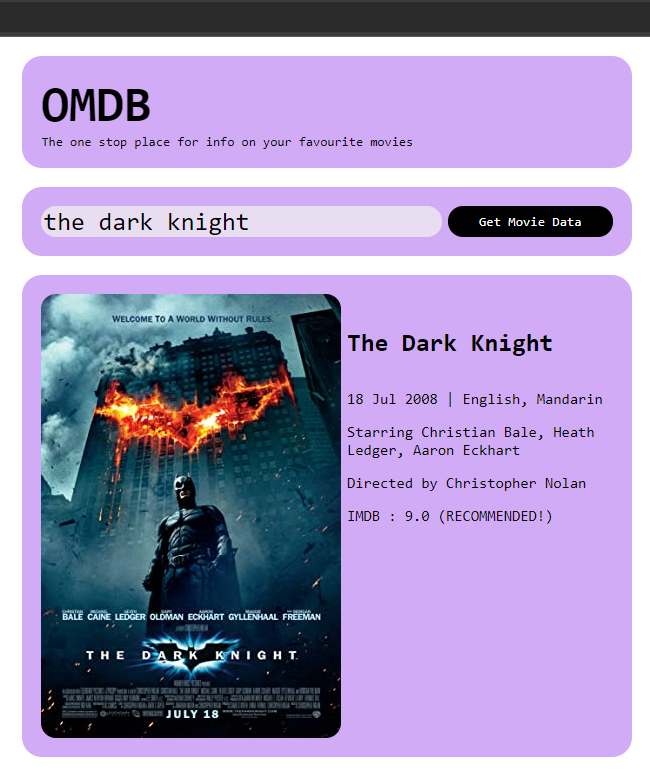 OMDB
The one stop place for info on your favourite movies
the dark knight
Get Movie Data
WELCOME TO A WORLD WITHOUT RULES.
CHRISTIAN BALE MICHAEL CAINE HEATH LEDGER GARY OLDMAN AARON ECKHART MAGGIE GYLLENHAAL AND MORGAN FREEMAN
THE DARK KNIGHT
JULY 18
The Dark Knight
18 Jul 2008 | English, Mandarin
Starring Christian Bale, Heath
Ledger, Aaron Eckhart
Directed by Christopher Nolan
IMDB : 9.0 (RECOMMENDED!)